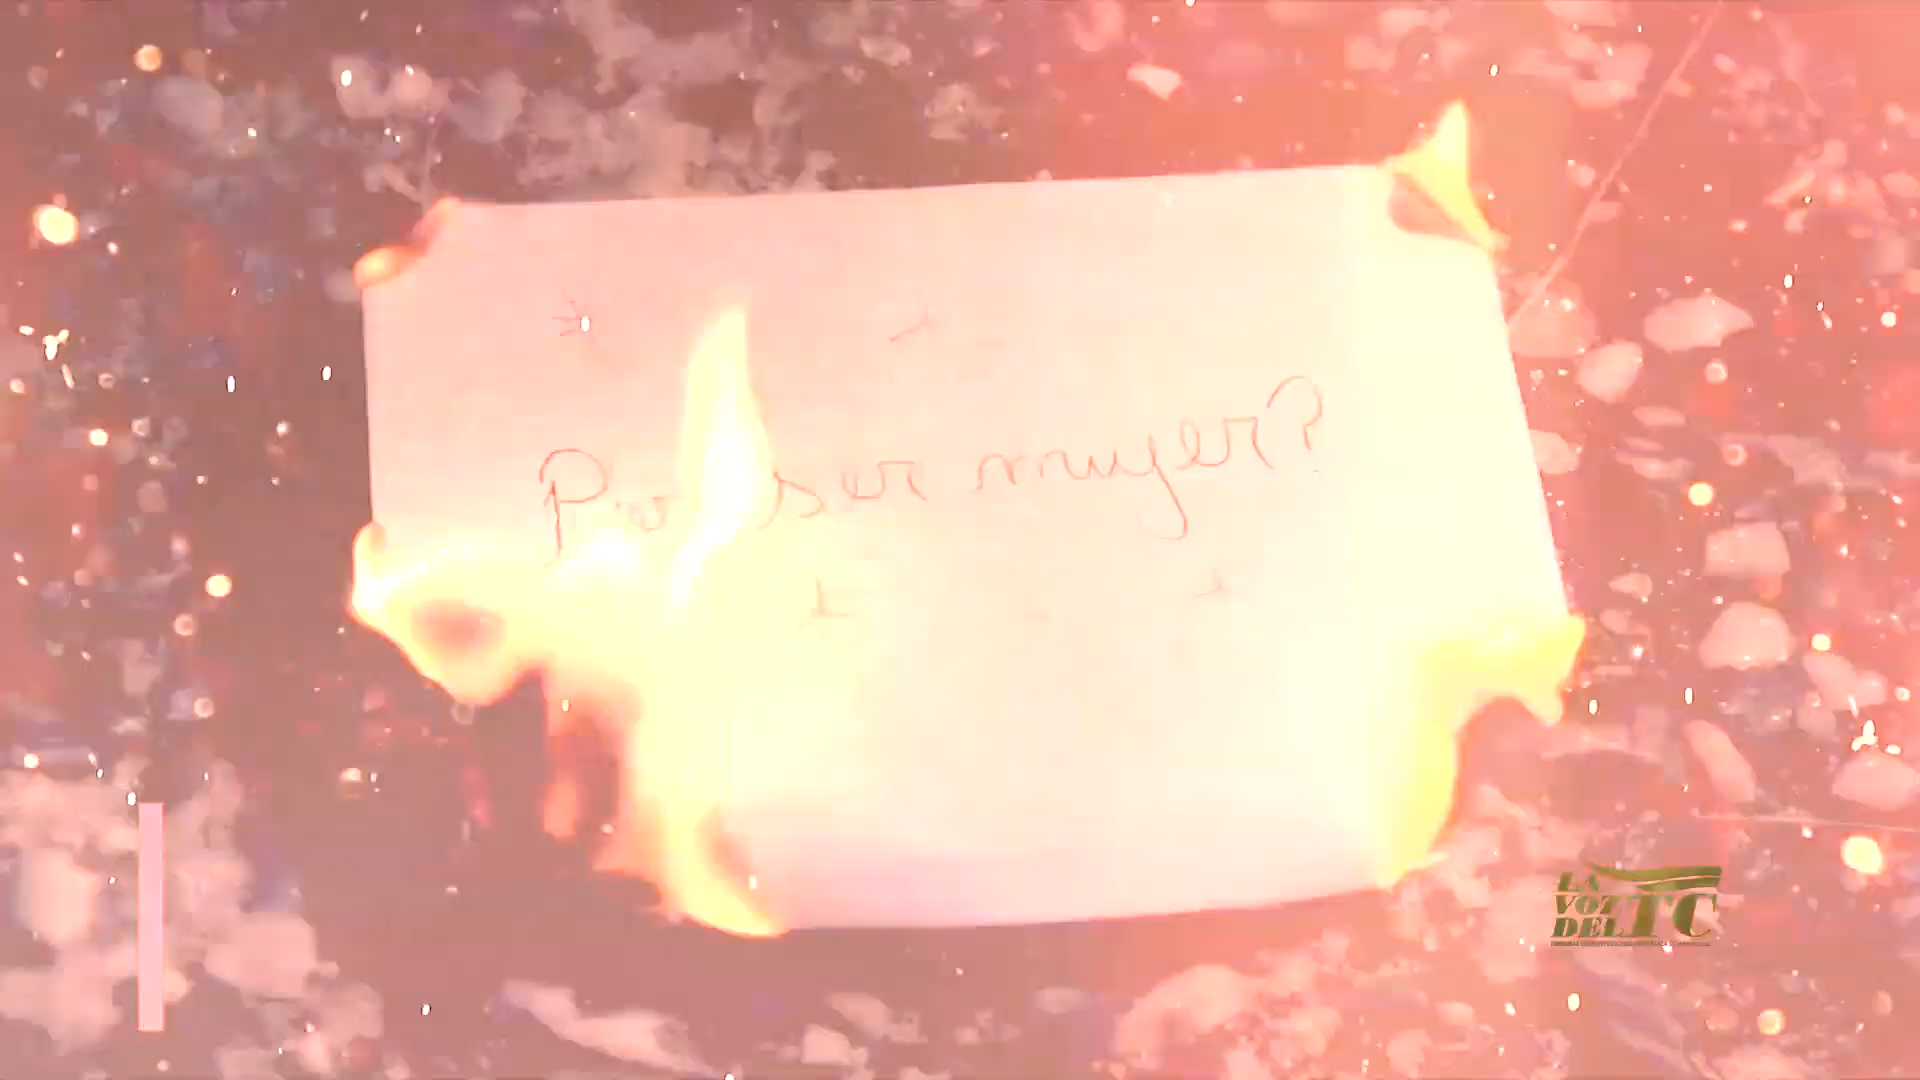 Por ser mujer?
LA
VOZ
DEL TC